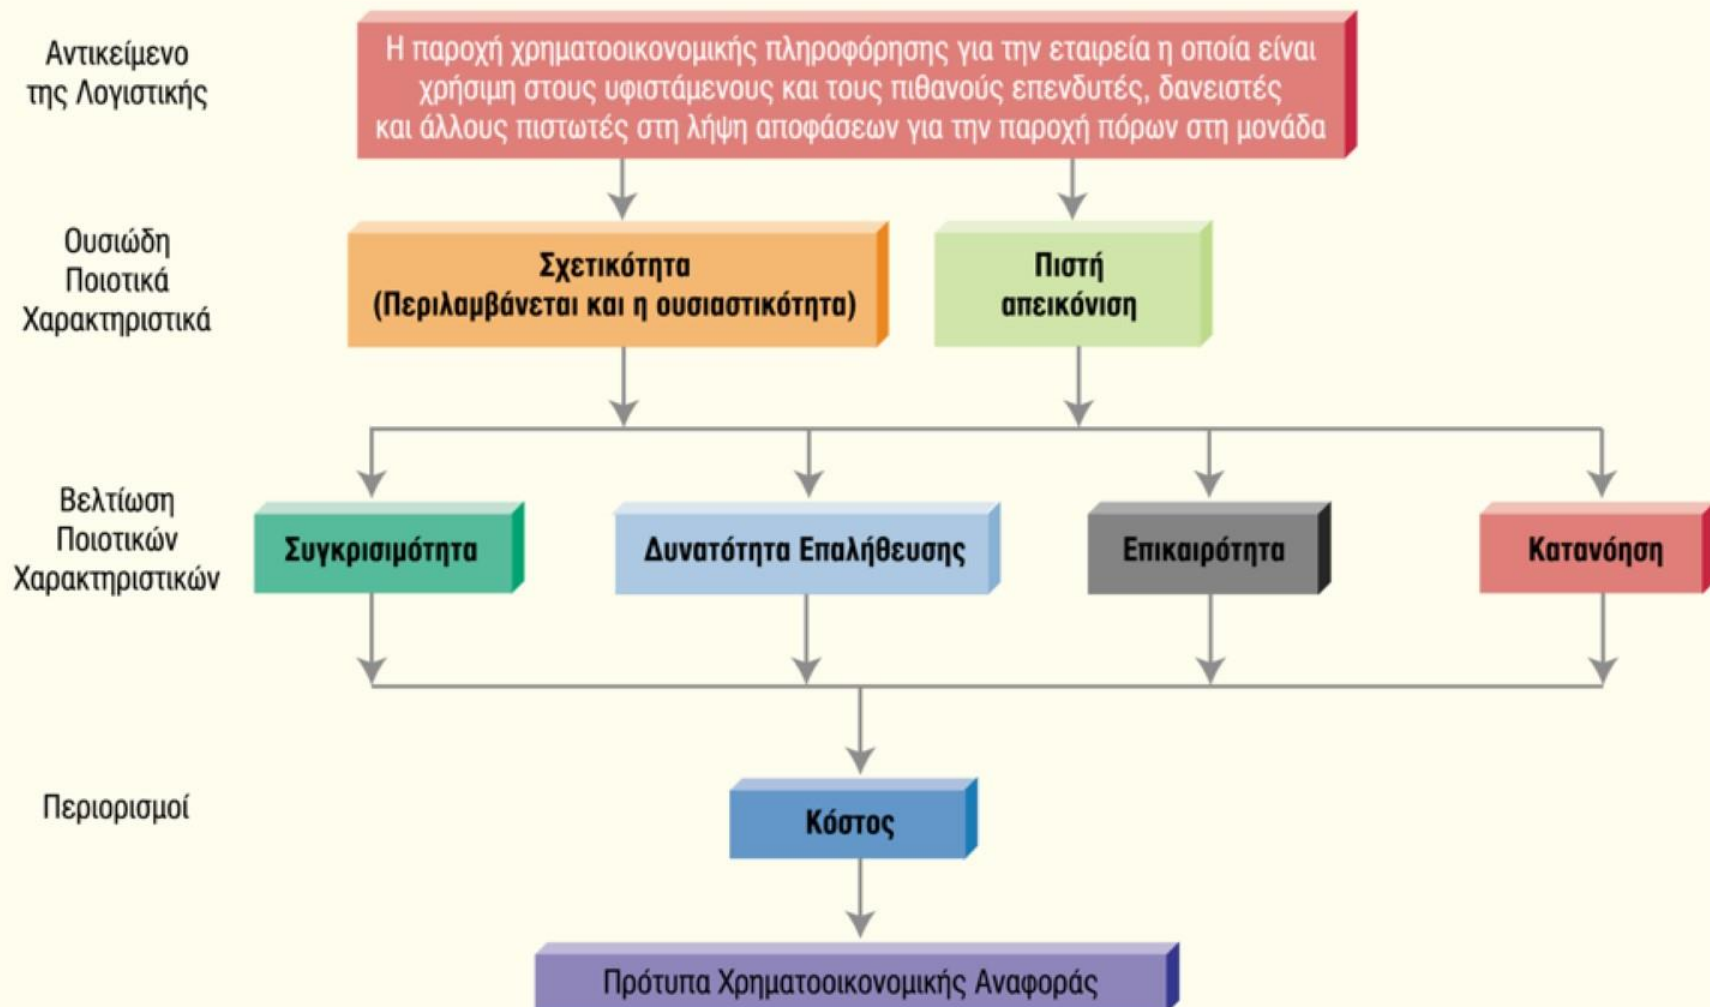 Αντικείμενο
της Λογιστικής
Η παροχή χρηματοοικονομικής πληροφόρησης για την εταιρεία η οποία είναι
χρήσιμη στους υφιστάμενους και τους πιθανούς επενδυτές, δανειστές
και άλλους πιστωτές στη λήψη αποφάσεων για την παροχή πόρων στη μονάδα
Ουσιώδη
Ποιοτικά
Χαρακτηριστικά
Σχετικότητα
(Περιλαμβάνεται και η ουσιαστικότητα)
Πιστή
απεικόνιση
Βελτίωση
Ποιοτικών
Χαρακτηριστικών
Συγκρισιμότητα
Δυνατότητα Επαλήθευσης
Επικαιρότητα
Κατανόηση
Περιορισμοί
Κόστος
Πρότυπα Χρηματοοικονομικής Αναφοράς